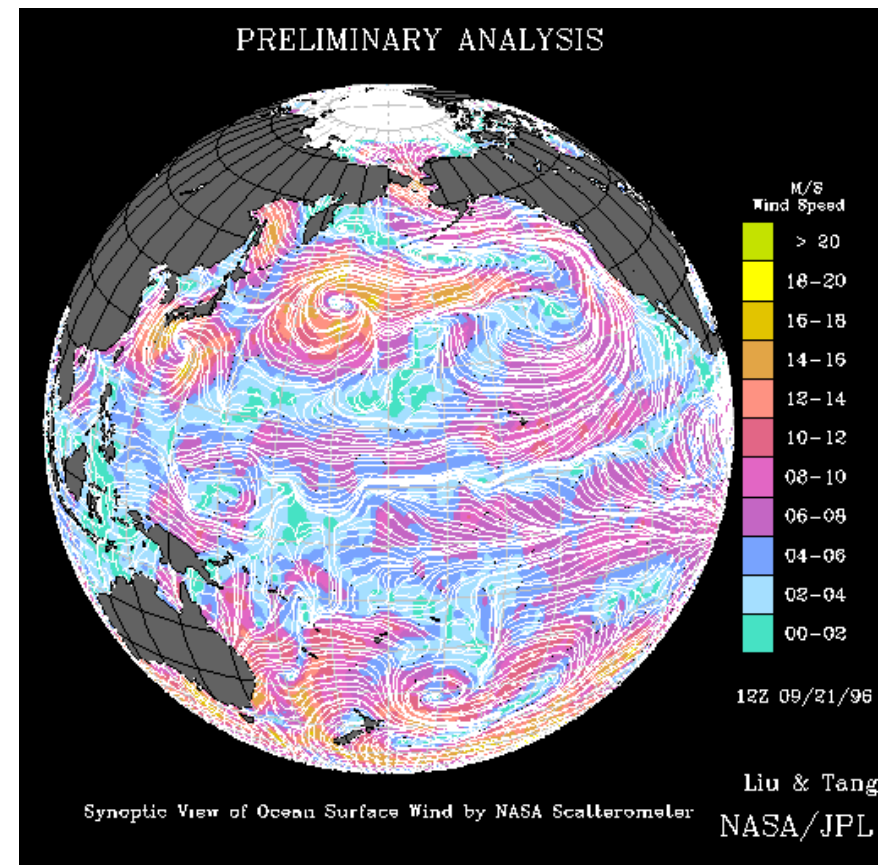 PRELIMINARY ANALYSIS
M/S
Wind Speed
> 20
18-20
16-18
14-16
12-14
10-12
08-10
06-08
04-06
02-04
00-02
12Z 09/21/96
Liu & Tang
Synoptic View of Ocean Surface Wind by NASA Scatterometer
NASA/JPL